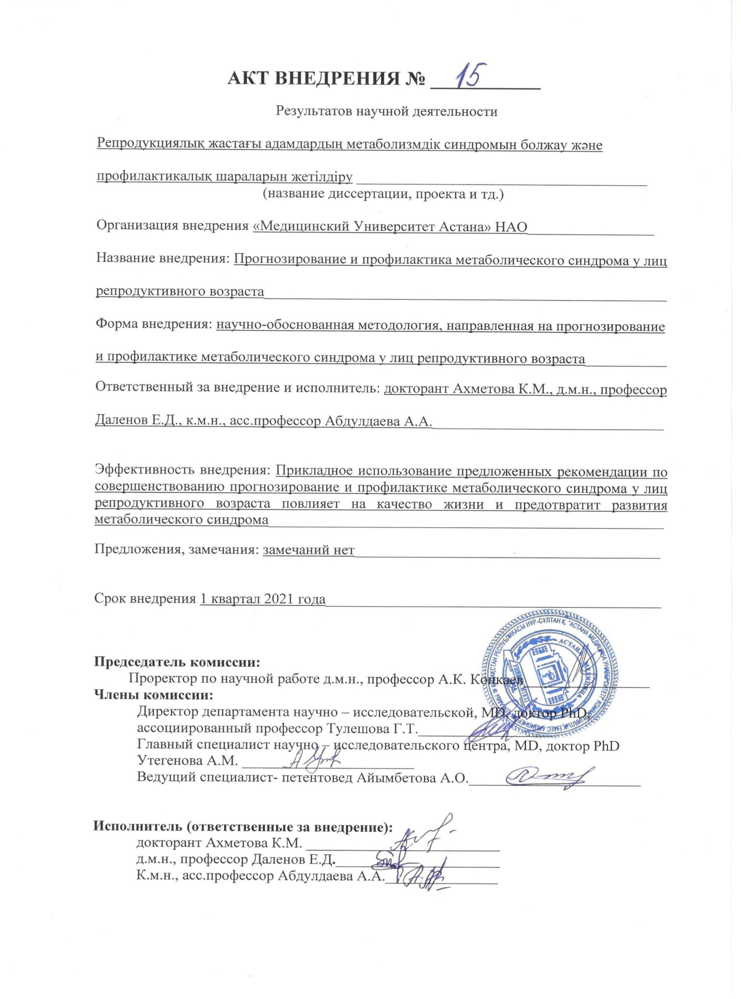 АКТ ВНЕДРЕНИЯ № 15
Результатов научной деятельности
Репродукциялық жастағы адамдардың метаболизмдік синдромын болжау және
профилактикалық шараларын жетілдіру
(название диссертации, проекта и тд.)
Организация внедрения «Медицинский Университет Астана» НАО
Название внедрения: Прогнозирование и профилактика метаболического синдрома у лиц
репродуктивного возраста
Форма внедрения: научно-обоснованная методология, направленная на прогнозирование
и профилактике метаболического синдрома у лиц репродуктивного возраста
Ответственный за внедрение и исполнитель: докторант Ахметова К.М., д.м.н., профессор
Даленов Е.Д., к.м.н., асс.профессор Абдулдаева А.А.
Эффективность внедрения: Прикладное использование предложенных рекомендации по
совершенствованию прогнозирование и профилактике метаболического синдрома у лиц
репродуктивного возраста повлияет на качество жизни и предотвратит развития
метаболического синдрома
Предложения, замечания: замечаний нет
Срок внедрения 1 квартал 2021 года
Председатель комиссии:
Проректор по научной работе д.м.н., профессор А.К. Конкаев
Члены комиссии:
Директор департамента научно – исследовательской, MD, доктор PhD,
ассоциированный профессор Тулешова Г.Т.
Главный специалист научно – исследовательского центра, MD, доктор PhD
Утегенова А.М.
Ведущий специалист- петентовед Айымбетова А.О.
Исполнитель (ответственные за внедрение):
докторант Ахметова К.М.
д.м.н., профессор Даленов Е.Д.
К.м.н., асс.профессор Абдулдаева А.А.
ҚАЗАҚСТАН РЕСПУБЛИКАСЫ НҰР-СҰЛТАН Қ. "АСТАНА МЕДИЦИНА УНИВЕРСИТЕТІ" КОММЕРЦИЯЛЫҚ ЕМЕС АКЦИОНЕРЛІК ҚОҒАМЫ
АСТАНА МЕДИЦИНА УНИВЕРСИТЕТІ